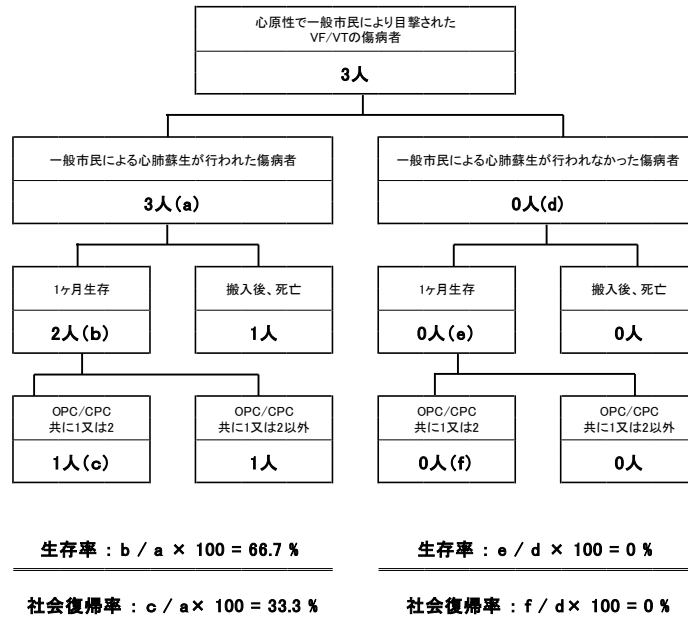 心原性で一般市民により目撃された
VF/VTの傷病者
3人
一般市民による心肺蘇生が行われた傷病者
3人(a)
一般市民による心肺蘇生が行われなかった傷病者
0人(d)
1ヶ月生存
2人(b)
搬入後、死亡
1人
1ヶ月生存
0人(e)
搬入後、死亡
0人
OPC/CPC
共に1又は2
1人(c)
OPC/CPC
共に1又は2以外
1人
OPC/CPC
共に1又は2
0人(f)
OPC/CPC
共に1又は2以外
0人
生存率 : b / a × 100 = 66.7 %
生存率 : e / d × 100 = 0 %
社会復帰率 : c / a× 100 = 33.3 %
社会復帰率 : f / d× 100 = 0 %